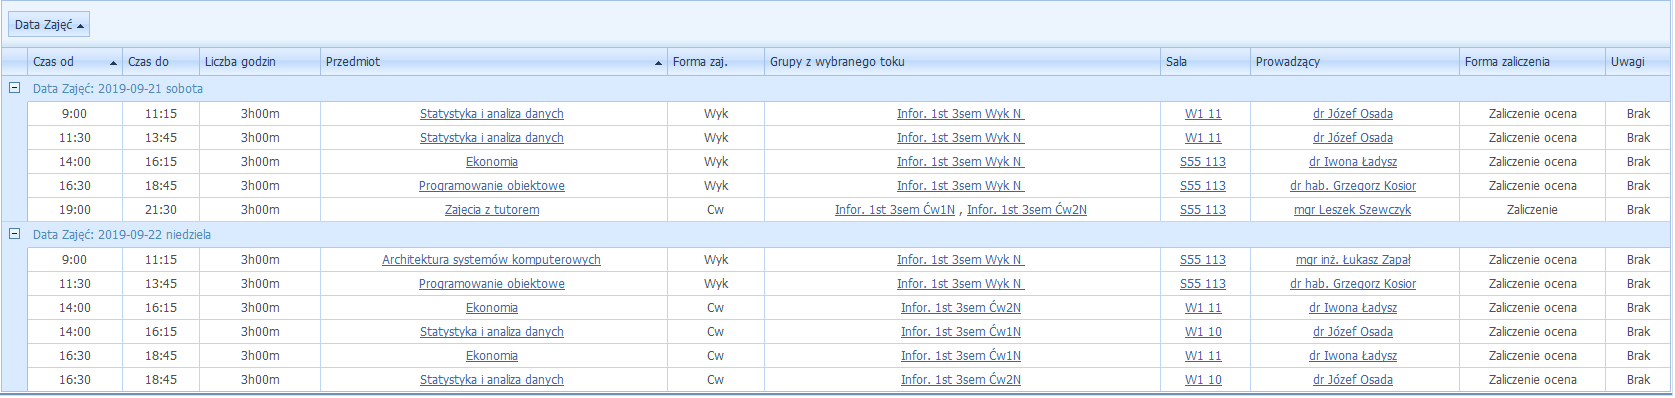 Data Zajęć
Czas od Czas do Liczba godzin Przedmiot Forma zaj. Grupy z wybranego toku Sala Prowadzący Forma zaliczenia Uwagi
Data Zajęć: 2019-09-21 sobota
9:00 11:15 3h00m Statystyka i analiza danych Wyk Infor. 1st 3sem Wyk N W1 11 dr Józef Osada Zaliczenie ocena Brak
11:30 13:45 3h00m Statystyka i analiza danych Wyk Infor. 1st 3sem Wyk N W1 11 dr Józef Osada Zaliczenie ocena Brak
14:00 16:15 3h00m Ekonomia Wyk Infor. 1st 3sem Wyk N S55 113 dr Iwona Ładysz Zaliczenie ocena Brak
16:30 18:45 3h00m Programowanie obiektowe Wyk Infor. 1st 3sem Wyk N S55 113 dr hab. Grzegorz Kosior Zaliczenie ocena Brak
19:00 21:30 3h00m Zajęcia z tutorem Cw Infor. 1st 3sem Ćw1N , Infor. 1st 3sem Ćw2N S55 113 mgr Leszek Szewczyk Zaliczenie Brak
Data Zajęć: 2019-09-22 niedziela
9:00 11:15 3h00m Architektura systemów komputerowych Wyk Infor. 1st 3sem Wyk N S55 113 mgr inż. Łukasz Zapał Zaliczenie ocena Brak
11:30 13:45 3h00m Programowanie obiektowe Wyk Infor. 1st 3sem Wyk N S55 113 dr hab. Grzegorz Kosior Zaliczenie ocena Brak
14:00 16:15 3h00m Ekonomia Cw Infor. 1st 3sem Ćw2N W1 11 dr Iwona Ładysz Zaliczenie ocena Brak
14:00 16:15 3h00m Statystyka i analiza danych Cw Infor. 1st 3sem Ćw1N W1 10 dr Józef Osada Zaliczenie ocena Brak
16:30 18:45 3h00m Ekonomia Cw Infor. 1st 3sem Ćw1N W1 11 dr Iwona Ładysz Zaliczenie ocena Brak
16:30 18:45 3h00m Statystyka i analiza danych Cw Infor. 1st 3sem Ćw2N W1 10 dr Józef Osada Zaliczenie ocena Brak